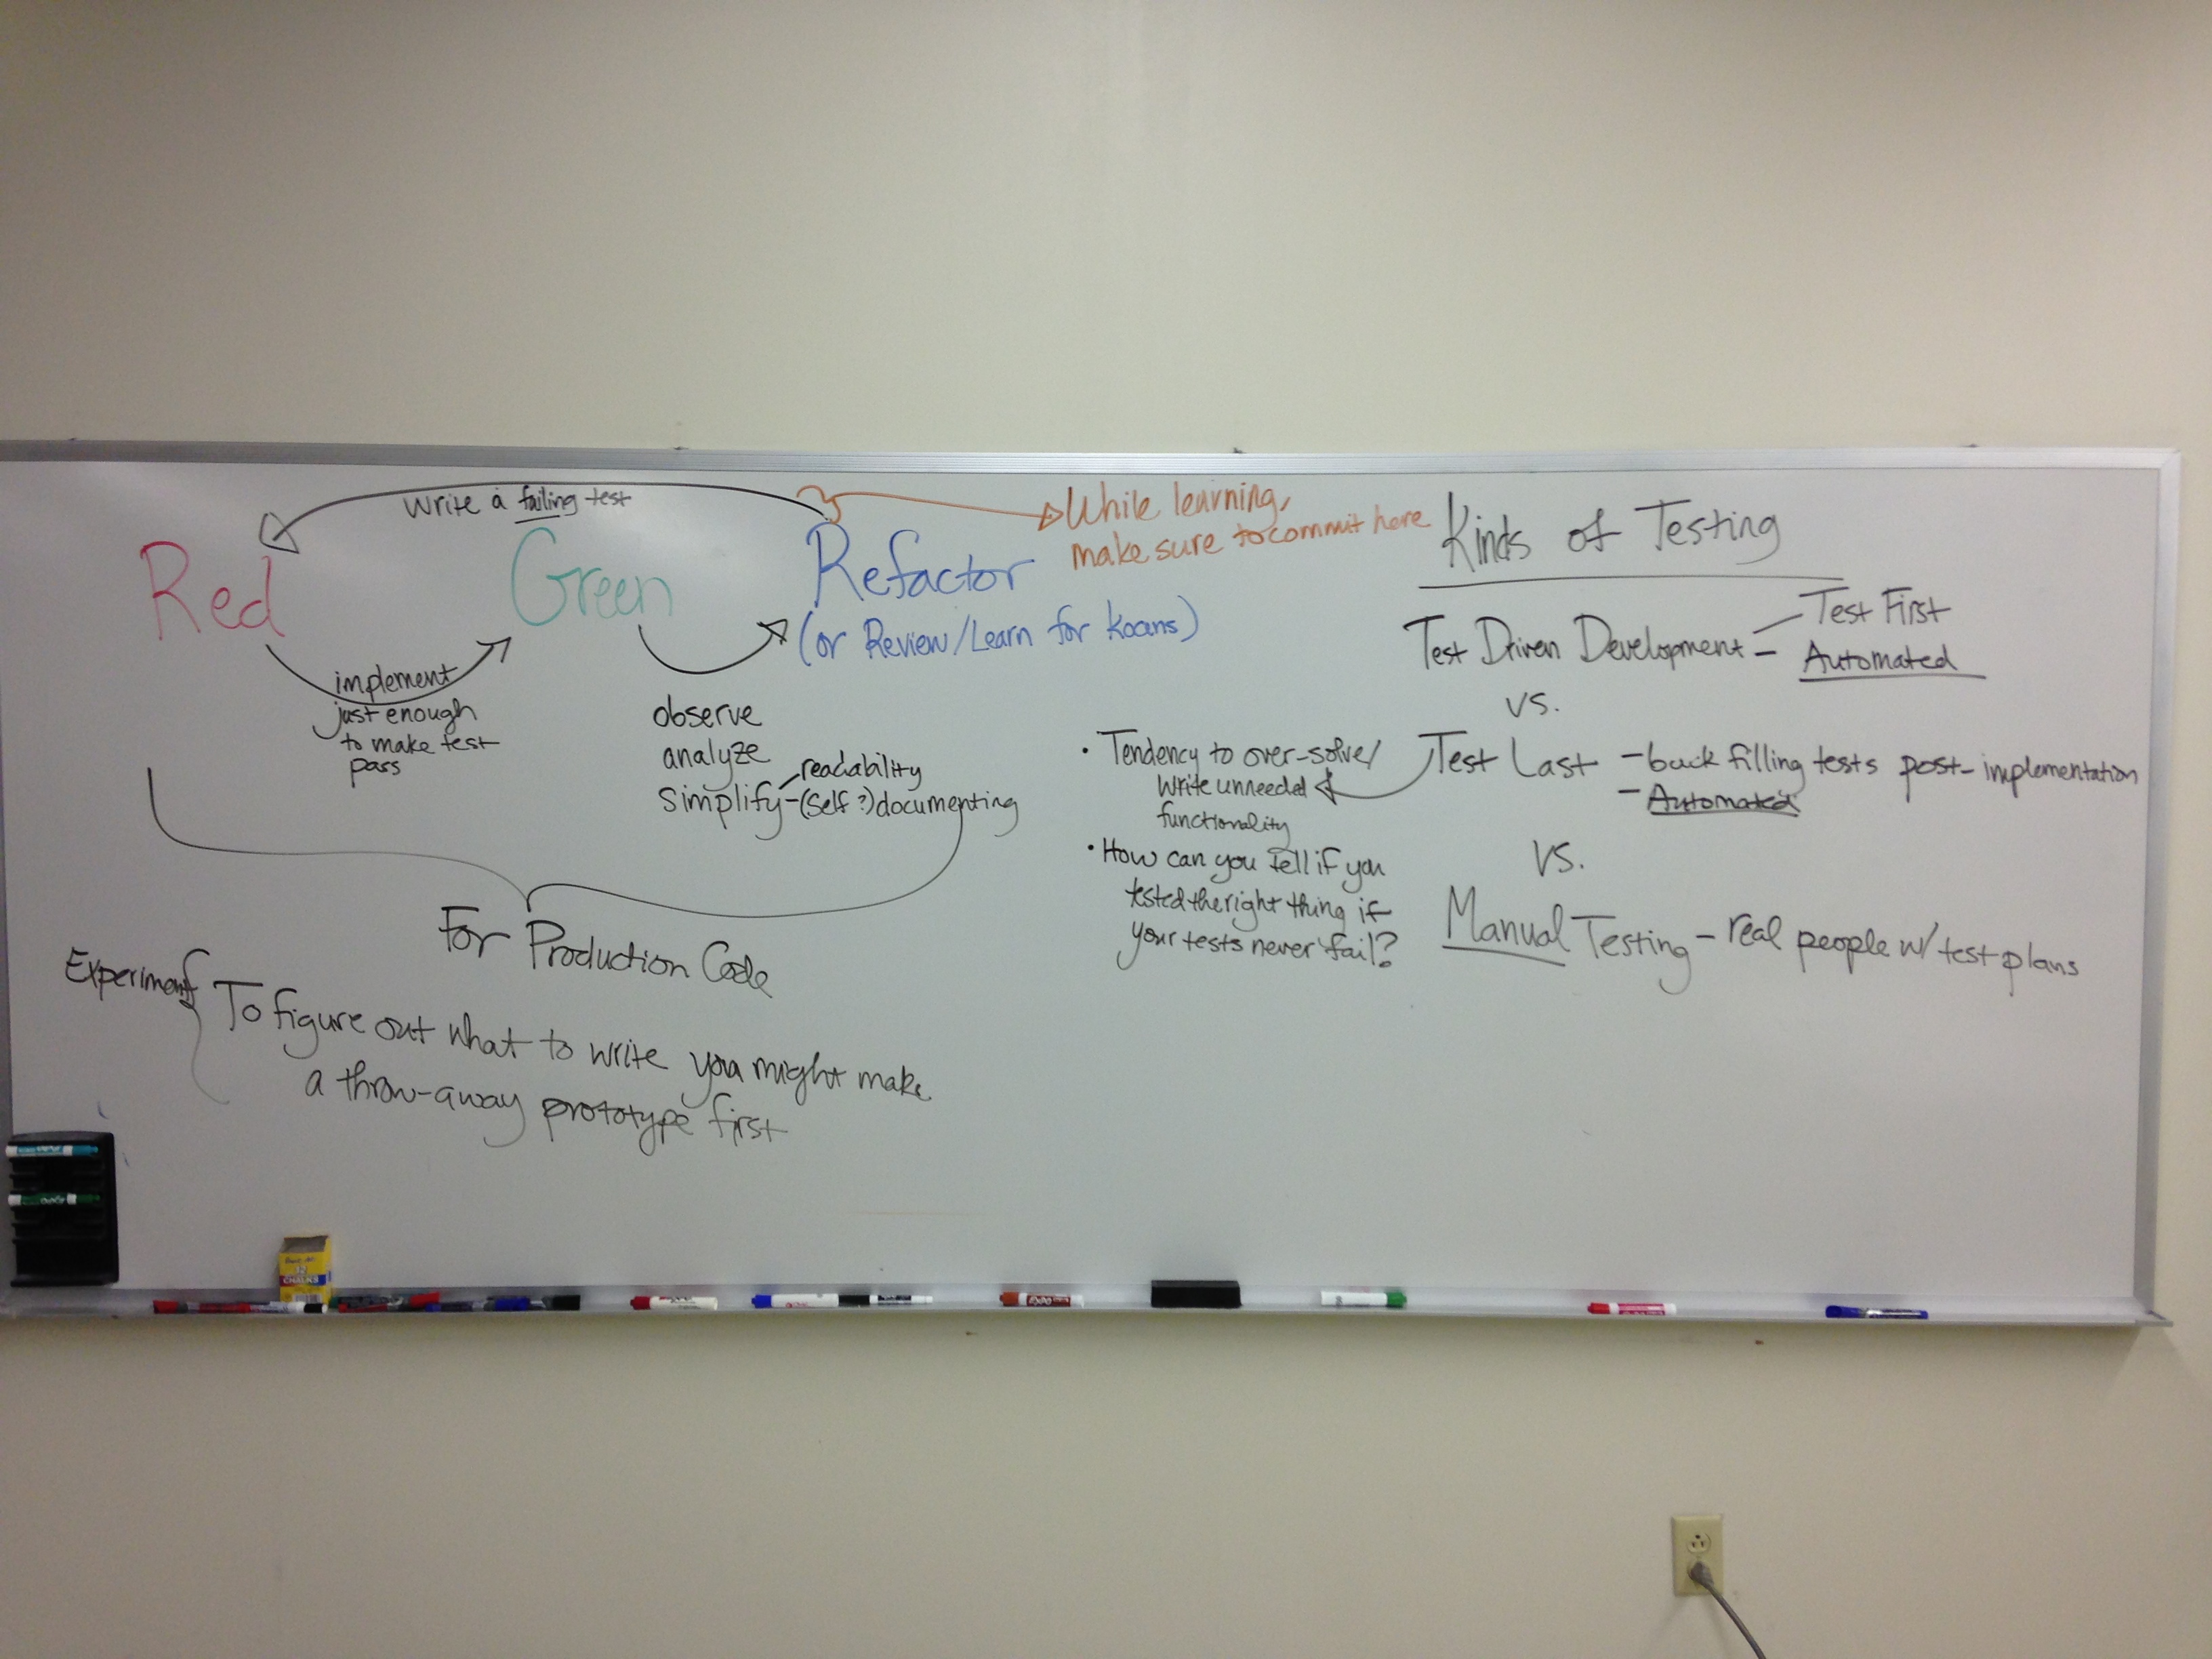 Write a failing test
Red
Green
Refactor
(or Review/Learn for Koans)
While learning,
make sure to commit here
implement
just enough
to make test
pass
observe
analyze
simplify - readability
- (self?) documenting
For Production Code
Experiment
To figure out what to write you might make
a throw-away prototype first
Kinds of Testing
Test Driven Development - Test First
- Automated
vs.
Test Last - back filling tests post-implementation
- Automated
• Tendency to over-solve/
write unneeded
functionality
• How can you tell if you
tested the right thing if
your tests never fail?
vs.
Manual Testing - real people w/ test plans
CHALKS
EXPO